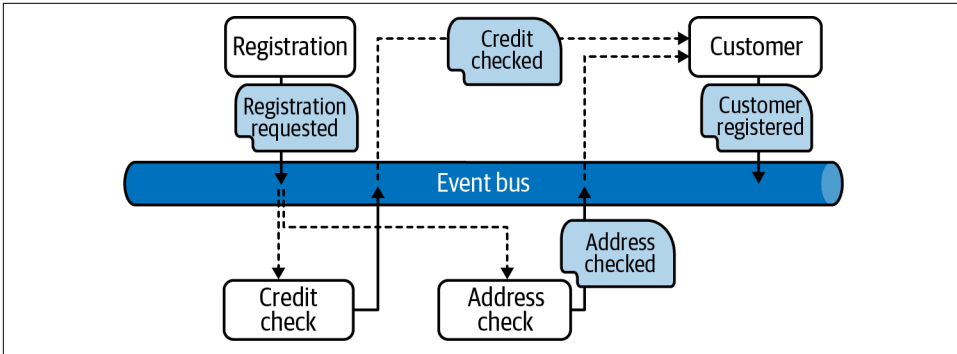 Registration
Credit
checked
Customer
Registration
requested
Customer
registered
Event bus
Address
checked
Credit
check
Address
check